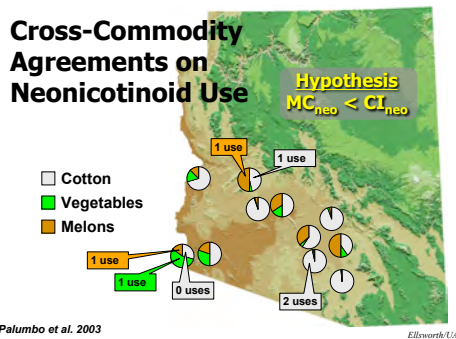 Cross-Commodity
Agreements on
Neonicotinoid Use
Hypothesis
MCneo < CIneo
1 use
1 use
Cotton
Vegetables
Melons
1 use
1 use
0 uses
2 uses
Palumbo et al. 2003
Ellsworth/UA